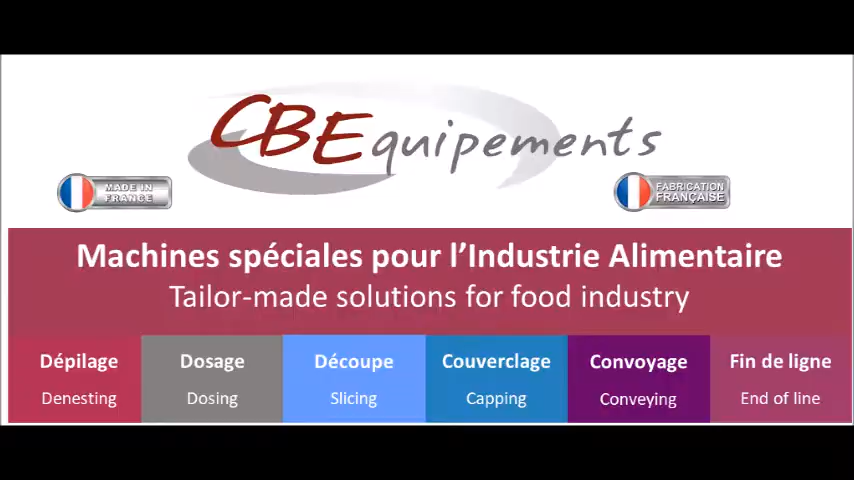 CBEquipements
MADE IN
FRANCE
FABRICATION
FRANÇAISE
Machines spéciales pour l’Industrie Alimentaire
Tailor-made solutions for food industry
Dépilage Dosage Découpe Couverclage Convoyage Fin de ligne
Denesting Dosing Slicing Capping Conveying End of line